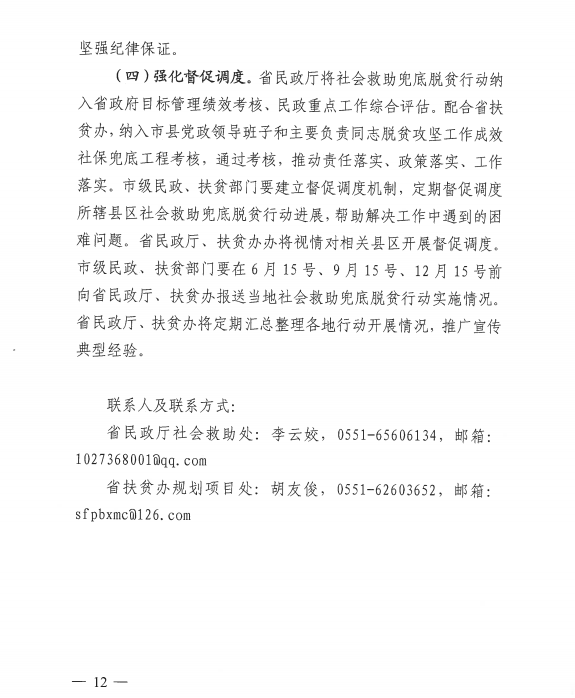 坚强纪律保证。
（四）强化督促调度。省民政厅将社会救助兜底脱贫行动纳
入省政府目标管理绩效考核、民政重点工作综合评估。配合省扶
贫办，纳入市县党政领导班子和主要负责同志脱贫攻坚工作成效
社保兜底工程考核，通过考核，推动责任落实、政策落实、工作
落实。市级民政、扶贫部门要建立督促调度机制，定期督促调度
所辖县区社会救助兜底脱贫行动进展，帮助解决工作中遇到的困
难问题。省民政厅、扶贫办办将视情对相关县区开展督促调度。
市级民政、扶贫部门要在 6 月 15 号、9 月 15 号、12 月 15 号前
向省民政厅、扶贫办报送当地社会救助兜底脱贫行动实施情况。
省民政厅、扶贫办将定期汇总整理各地行动开展情况，推广宣传
典型经验。
联系人及联系方式：
省民政厅社会救助处：李云姣，0551-65606134，邮箱：
1027368001@qq.com
省扶贫办规划项目处：胡友俊，0551-62603652，邮箱：
sfpbxmc@126.com
— 12 —